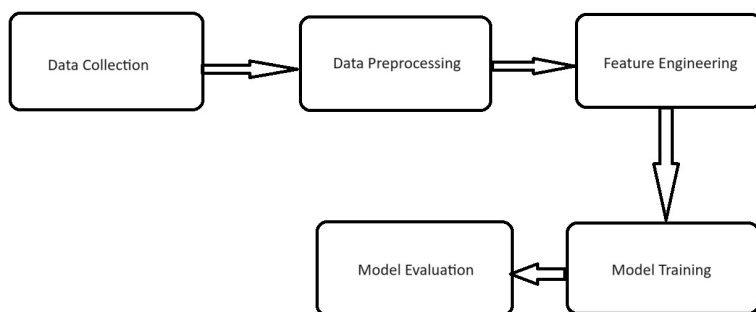 Data Collection
Data Preprocessing
Feature Engineering
Model Training
Model Evaluation